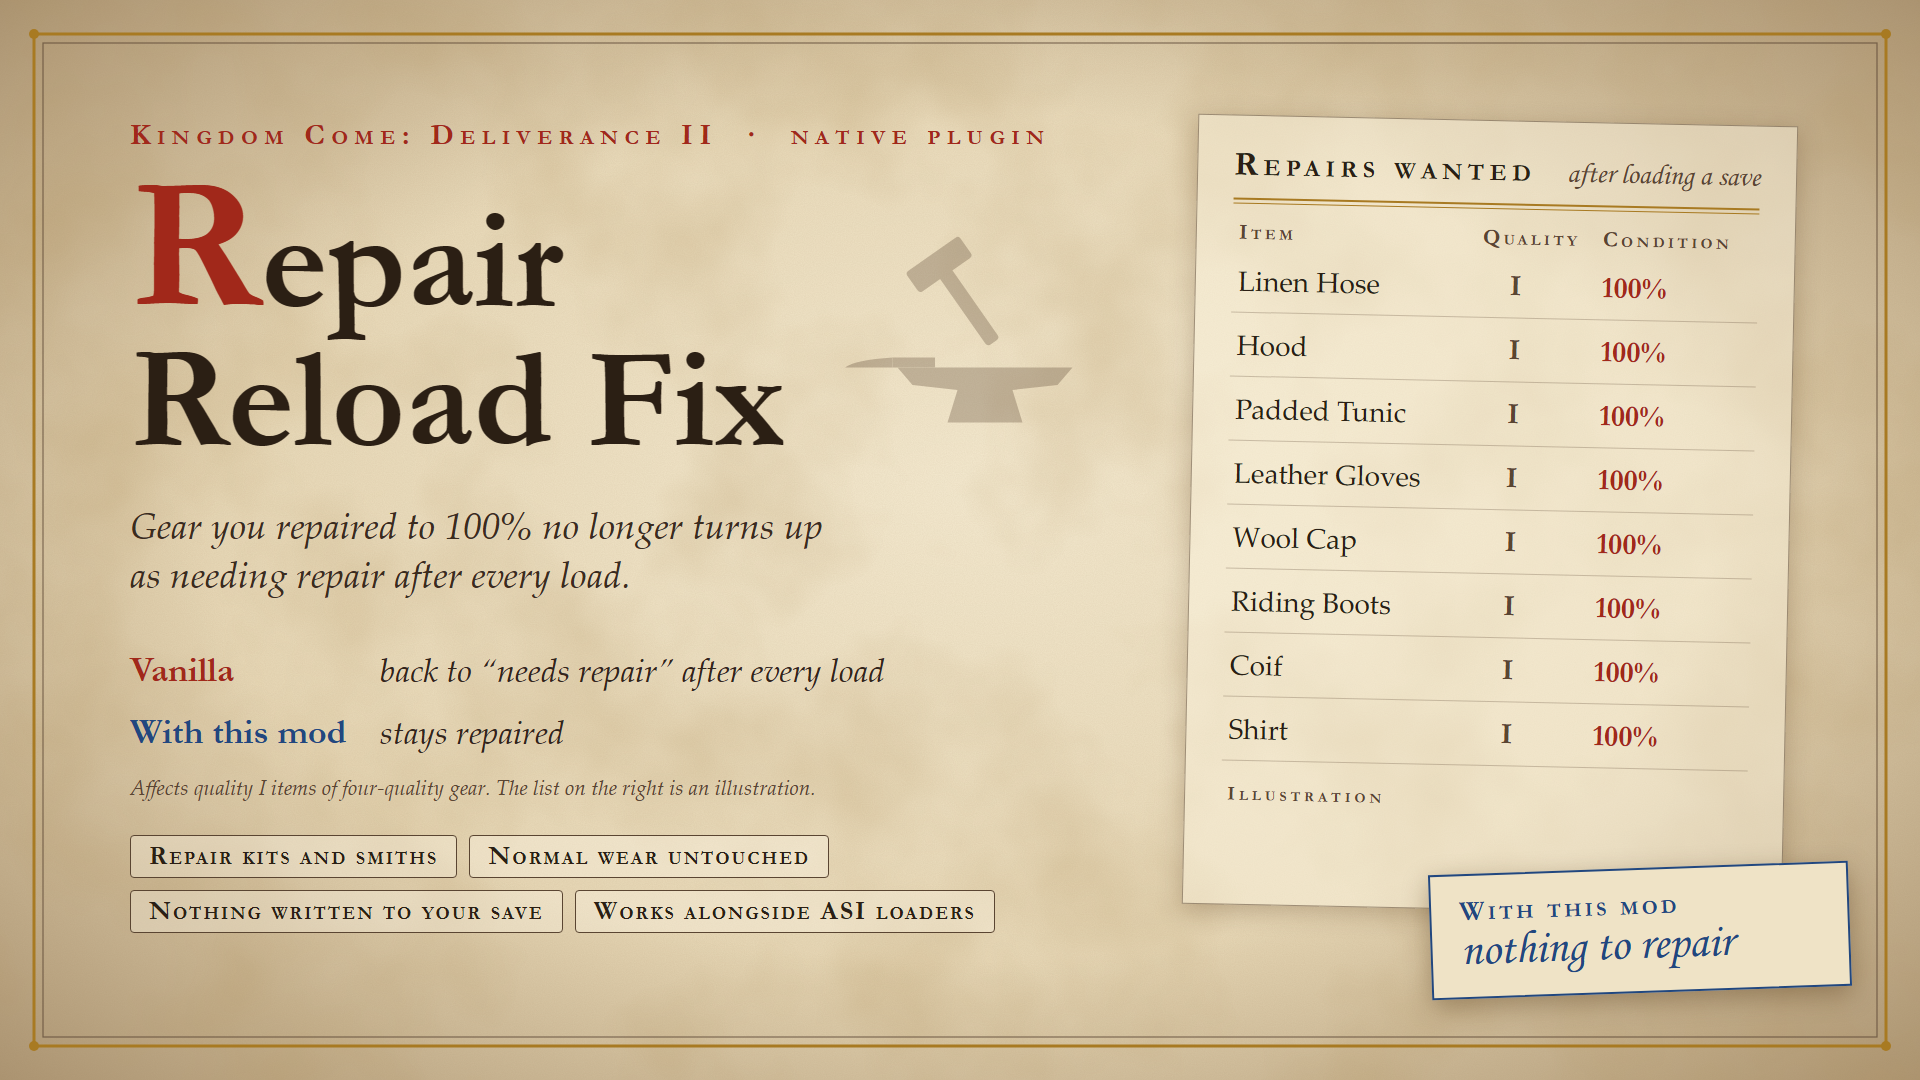 Kingdom Come: Deliverance II · native plugin
Repair
Reload Fix
Gear you repaired to 100% no longer turns up
as needing repair after every load.
Vanilla back to “needs repair” after every load
With this mod stays repaired
Affects quality I items of four-quality gear. The list on the right is an illustration.
Repair kits and smiths Normal wear untouched
Nothing written to your save Works alongside ASI loaders
Repairs wanted after loading a save
Item Quality Condition
Linen Hose I 100%
Hood I 100%
Padded Tunic I 100%
Leather Gloves I 100%
Wool Cap I 100%
Riding Boots I 100%
Coif I 100%
Shirt I 100%
Illustration
With this mod
nothing to repair